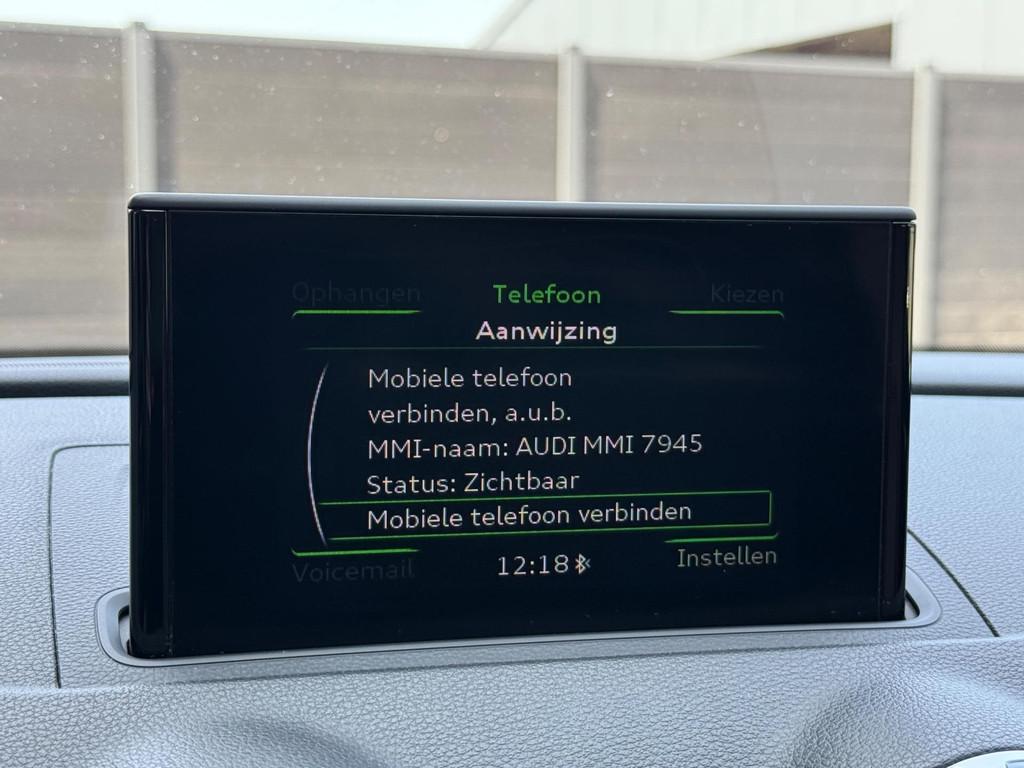 Ophangen Telefoon Kiezen
Aanwijzing
Mobiele telefoon
verbinden, a.u.b.
MMI-naam: AUDI MMI 7945
Status: Zichtbaar
Mobiele telefoon verbinden
Voicemail 12:18 Instellen